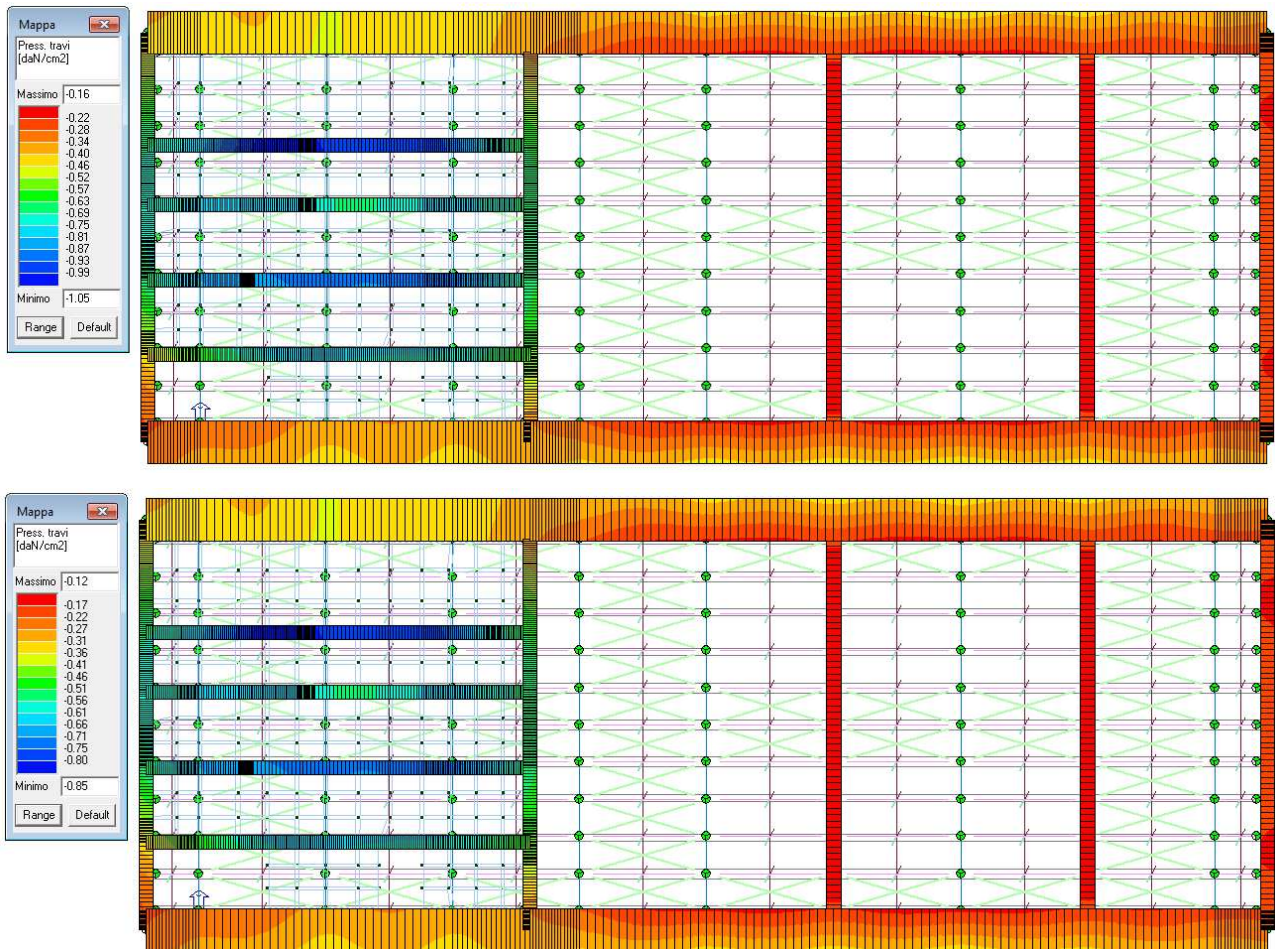 Mappa
Press. travi
[daN/cm2]
Massimo -0.16
-0.22
-0.28
-0.34
-0.40
-0.46
-0.52
-0.57
-0.63
-0.69
-0.75
-0.81
-0.87
-0.93
-0.99
Minimo -1.05
Range Default
Mappa
Press. travi
[daN/cm2]
Massimo -0.12
-0.17
-0.22
-0.27
-0.31
-0.36
-0.41
-0.46
-0.51
-0.56
-0.61
-0.66
-0.71
-0.75
-0.80
Minimo -0.85
Range Default